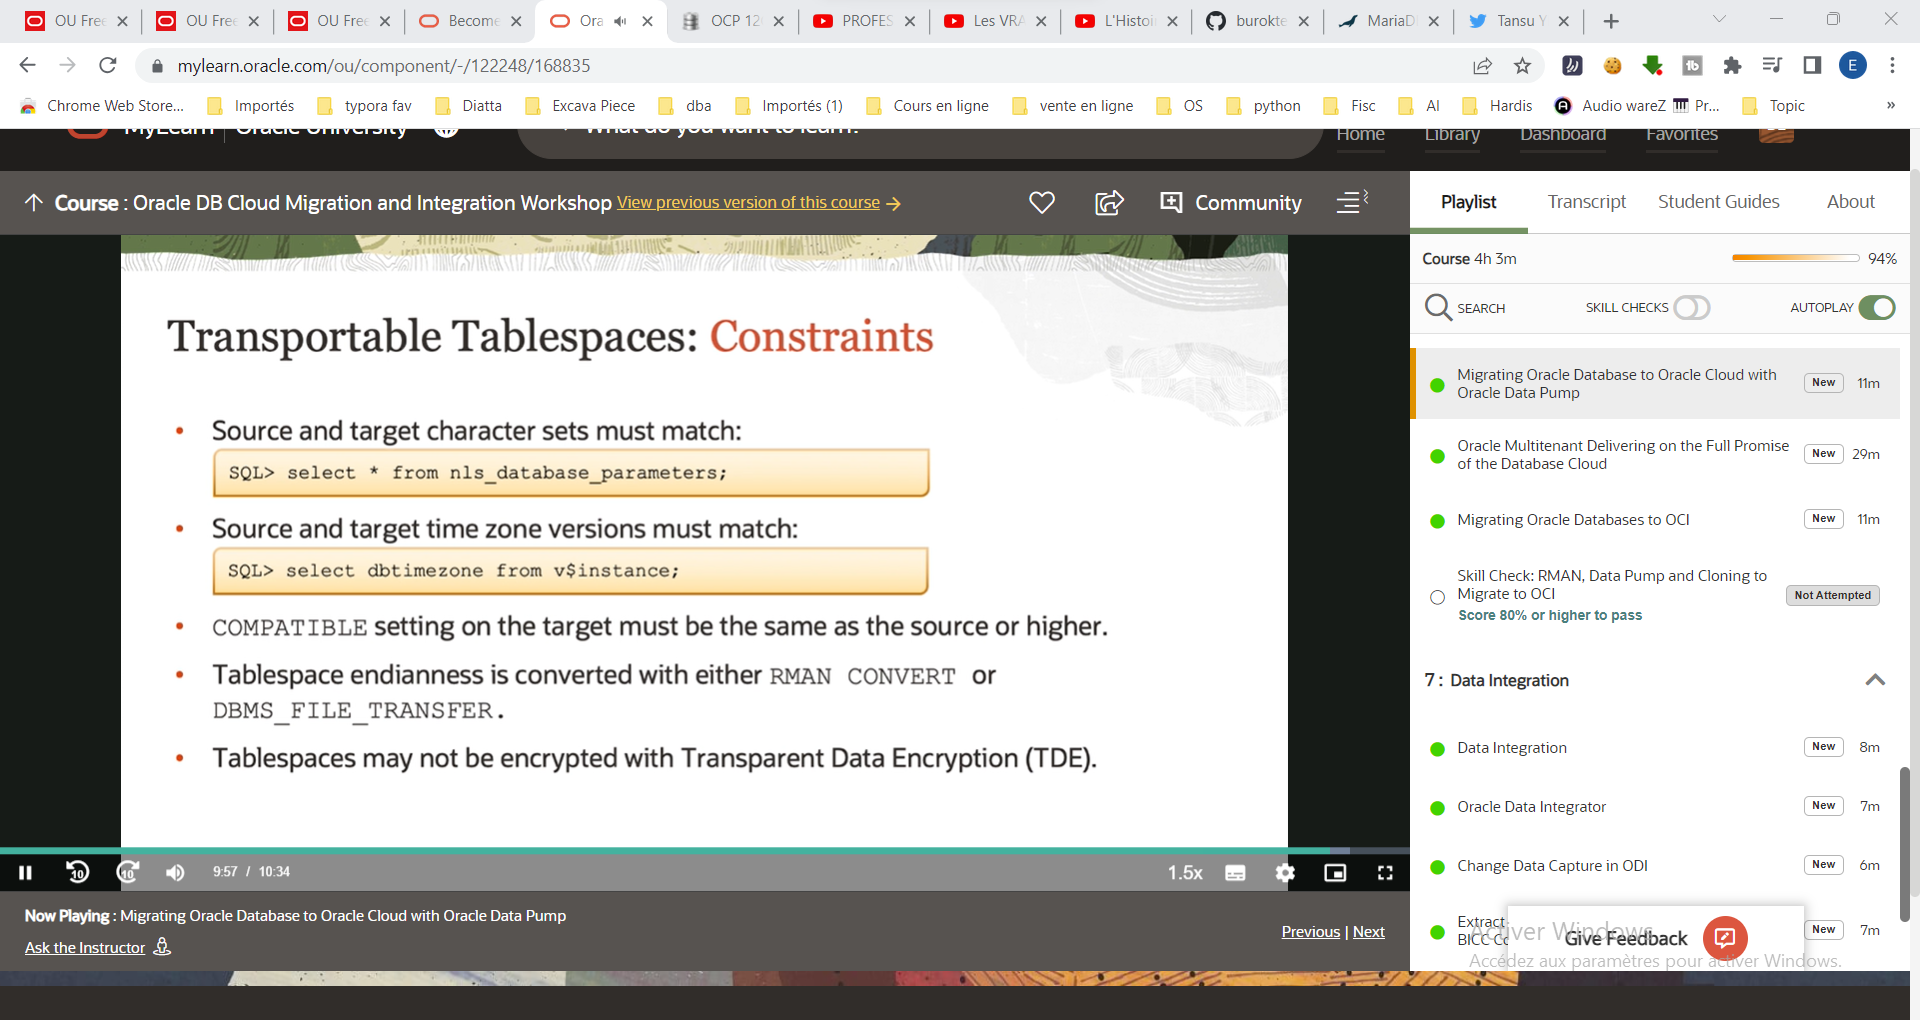 OU Free
OU Free
OU Free
Become
Ora
OCP 12
PROFES
Les VRA
L'Histoi
burokte
MariaD
Tansu Y
mylearn.oracle.com/ou/component/-/122248/168835
E
Chrome Web Store...
Importés
typora fav
Diatta
Excava Piece
dba
Importés (1)
Cours en ligne
vente en ligne
OS
python
Fisc
AI
Hardis
Audio wareZ
Pr...
Topic
»
MyLearn
Oracle University
What do you want to learn?
Home
Library
Dashboard
Favorites
Course : Oracle DB Cloud Migration and Integration Workshop View previous version of this course →
Community
Playlist
Transcript
Student Guides
About
Course 4h 3m
94%
SEARCH
SKILL CHECKS
AUTOPLAY
Transportable Tablespaces: Constraints
• Source and target character sets must match:
SQL> select * from nls_database_parameters;
• Source and target time zone versions must match:
SQL> select dbtimezone from v$instance;
• COMPATIBLE setting on the target must be the same as the source or higher.
• Tablespace endianness is converted with either RMAN CONVERT or
DBMS_FILE_TRANSFER.
• Tablespaces may not be encrypted with Transparent Data Encryption (TDE).
10
10
9:57 / 10:34
1.5x
Now Playing : Migrating Oracle Database to Oracle Cloud with Oracle Data Pump
Ask the Instructor
Previous | Next
Migrating Oracle Database to Oracle Cloud with
Oracle Data Pump
New
11m
Oracle Multitenant Delivering on the Full Promise
of the Database Cloud
New
29m
Migrating Oracle Databases to OCI
New
11m
Skill Check: RMAN, Data Pump and Cloning to
Migrate to OCI
Not Attempted
Score 80% or higher to pass
7 : Data Integration
Data Integration
New
8m
Oracle Data Integrator
New
7m
Change Data Capture in ODI
New
6m
Extract
BICC Co
New
7m
Give Feedback
Activer Windows
Accédez aux paramètres pour activer Windows.